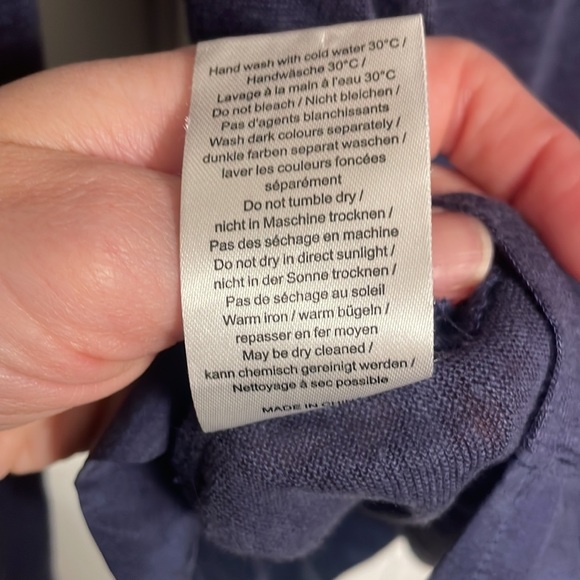 Hand wash with cold water 30°C /
Handwäsche 30°C /
Lavage à la main à l'eau 30°C
Do not bleach / Nicht bleichen /
Pas d'agents blanchissants
Wash dark colours separately /
dunkle farben separat waschen /
laver les couleurs foncées
séparément
Do not tumble dry /
nicht in Maschine trocknen /
Pas des séchage en machine
Do not dry in direct sunlight /
nicht in der Sonne trocknen /
Pas de séchage au soleil
Warm iron / warm bügeln /
repasser en fer moyen
May be dry cleaned /
kann chemisch gereinigt werden /
Nettoyage à sec possible
MADE IN